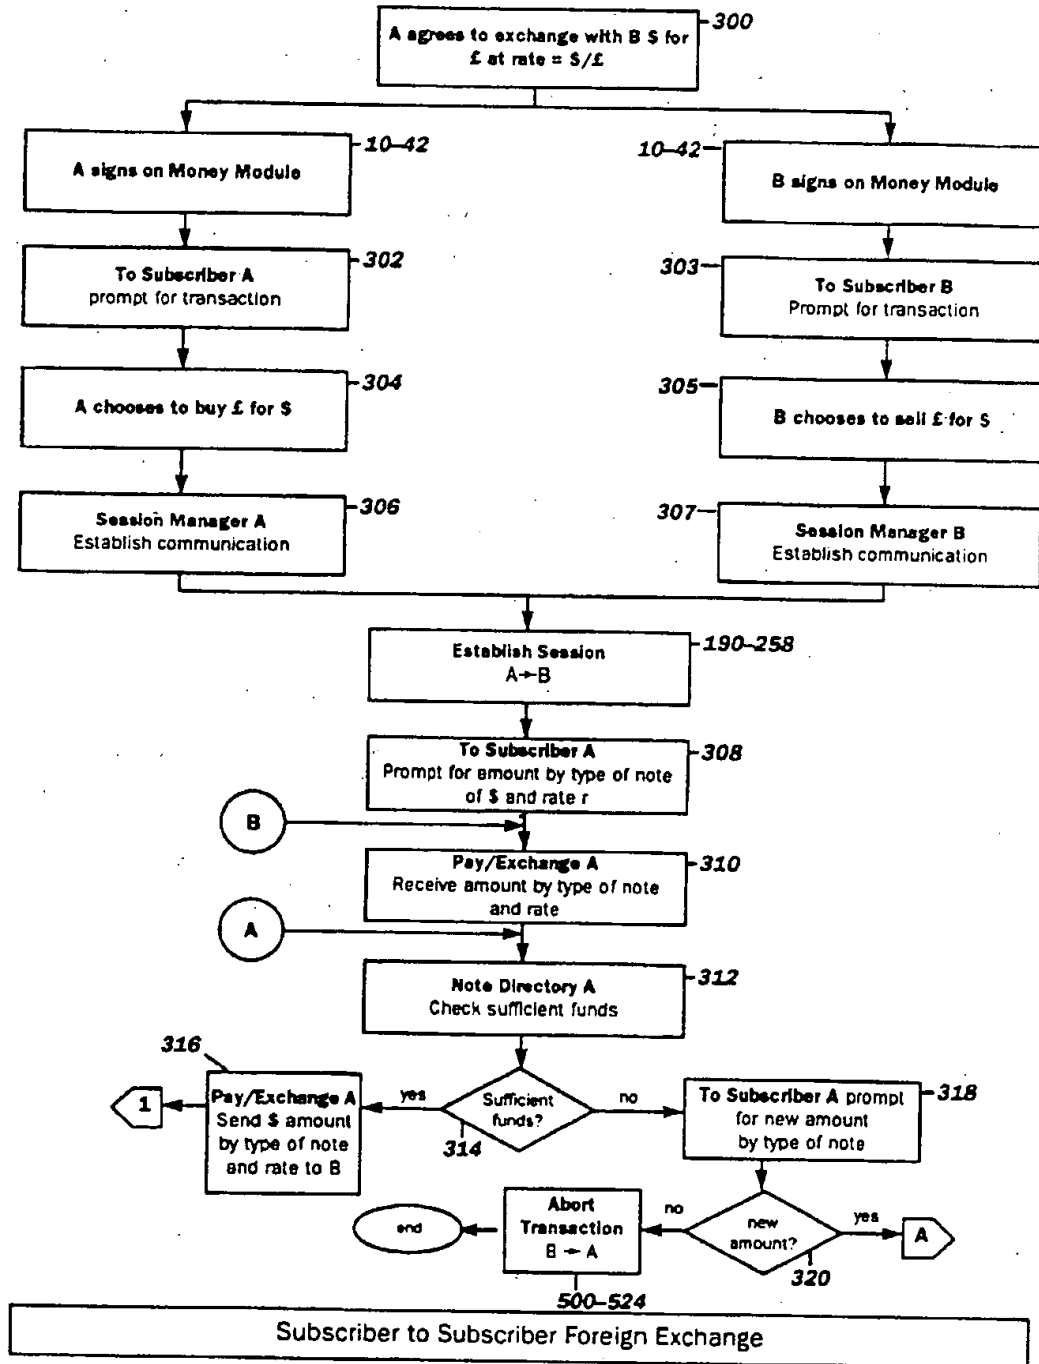 A agrees to exchange with B $ for
£ at rate = $/£
300
A signs on Money Module
10–42
10–42
B signs on Money Module
To Subscriber A
prompt for transaction
302
303
To Subscriber B
Prompt for transaction
A chooses to buy £ for $
304
305
B chooses to sell £ for $
Session Manager A
Establish communication
306
307
Session Manager B
Establish communication
Establish Session
A→B
190–258
To Subscriber A
Prompt for amount by type of note
of $ and rate r
308
B
Pay/Exchange A
Receive amount by type of note
and rate
310
A
Note Directory A
Check sufficient funds
312
316
1
Pay/Exchange A
Send $ amount
by type of note
and rate to B
yes
Sufficient
funds?
314
no
To Subscriber A prompt
for new amount
by type of note
318
end
Abort
Transaction
B → A
500–524
no
new
amount?
320
yes
A
Subscriber to Subscriber Foreign Exchange